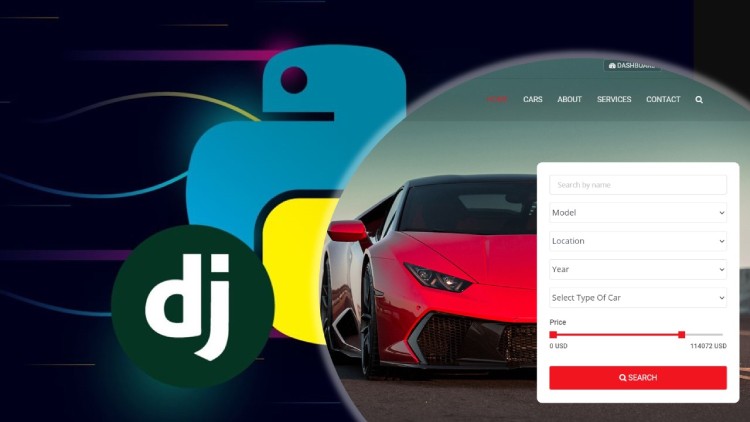 dj
DASHBOARD
HOME
CARS
ABOUT
SERVICES
CONTACT
Search by name
Model
Location
Year
Select Type Of Car
Price
0 USD
114072 USD
SEARCH